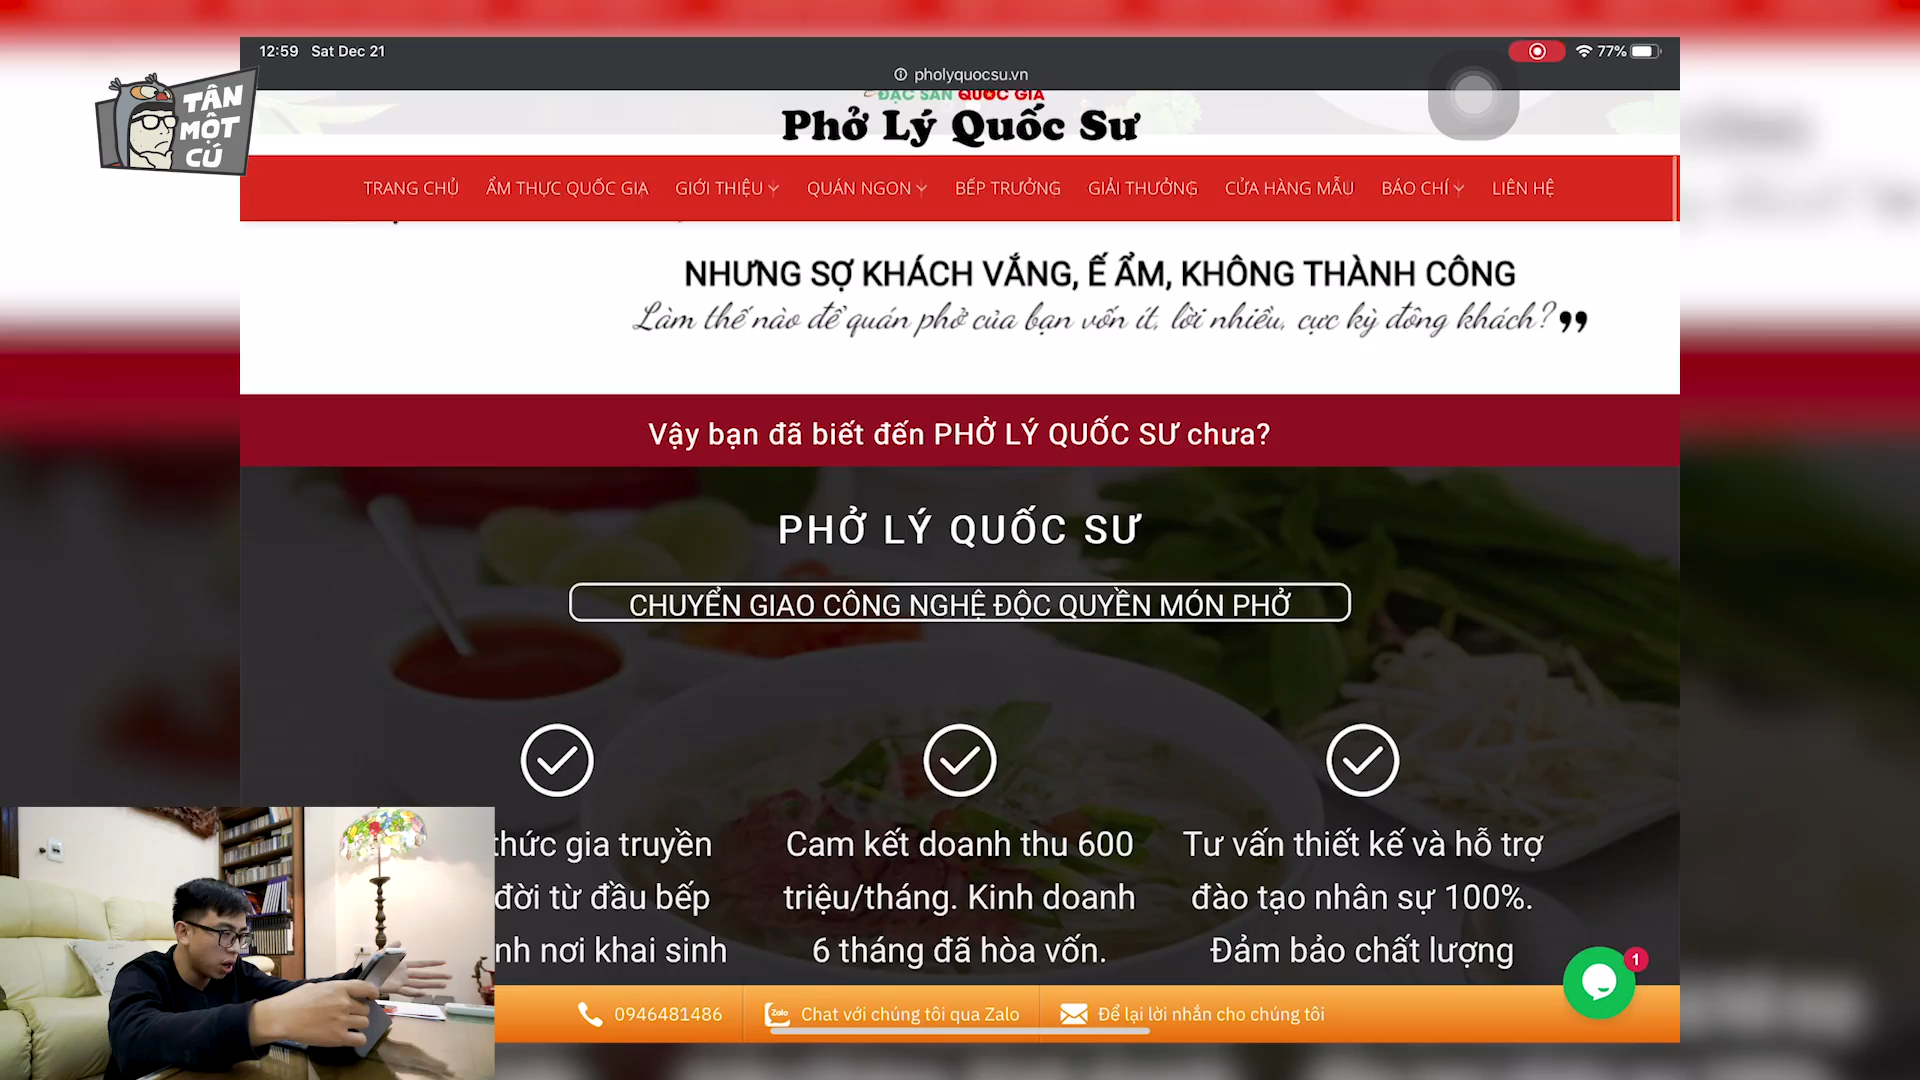 12:59 Sat Dec 21
77%
pholyquocsu.vn
TÂN
MỘT
CÚ
ĐẶC SẢN QUỐC GIA
Phở Lý Quốc Sư
TRANG CHỦ ẨM THỰC QUỐC GIA GIỚI THIỆU QUÁN NGON BẾP TRƯỞNG GIẢI THƯỞNG CỬA HÀNG MẪU BÁO CHÍ LIÊN HỆ
NHƯNG SỢ KHÁCH VẮNG, Ế ẨM, KHÔNG THÀNH CÔNG
Làm thế nào để quán phở của bạn vốn ít, lời nhiều, cực kỳ đông khách?”
Vậy bạn đã biết đến PHỞ LÝ QUỐC SƯ chưa?
PHỞ LÝ QUỐC SƯ
CHUYỂN GIAO CÔNG NGHỆ ĐỘC QUYỀN MÓN PHỞ
thức gia truyền
đời từ đầu bếp
nơi khai sinh
Cam kết doanh thu 600
triệu/tháng. Kinh doanh
6 tháng đã hòa vốn.
Tư vấn thiết kế và hỗ trợ
đào tạo nhân sự 100%.
Đảm bảo chất lượng
1
0946481486
Zalo
Chat với chúng tôi qua Zalo
Để lại lời nhắn cho chúng tôi